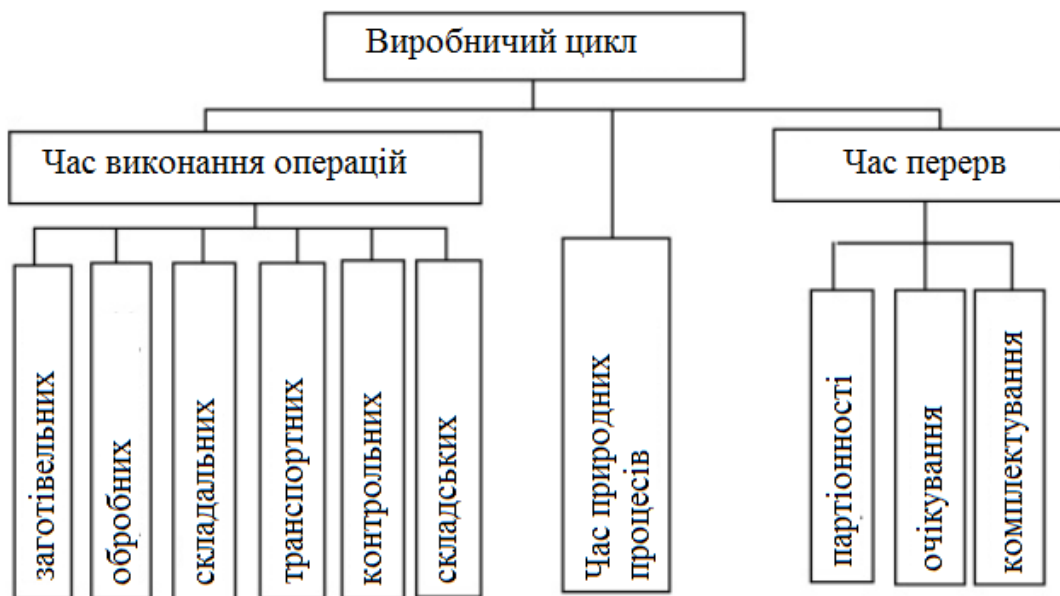 Виробничий цикл
Час виконання операцій
Час перерв
заготівельних
обробних
складальних
транспортних
контрольних
складських
Час природних
процесів
партіонності
очікування
комплектування